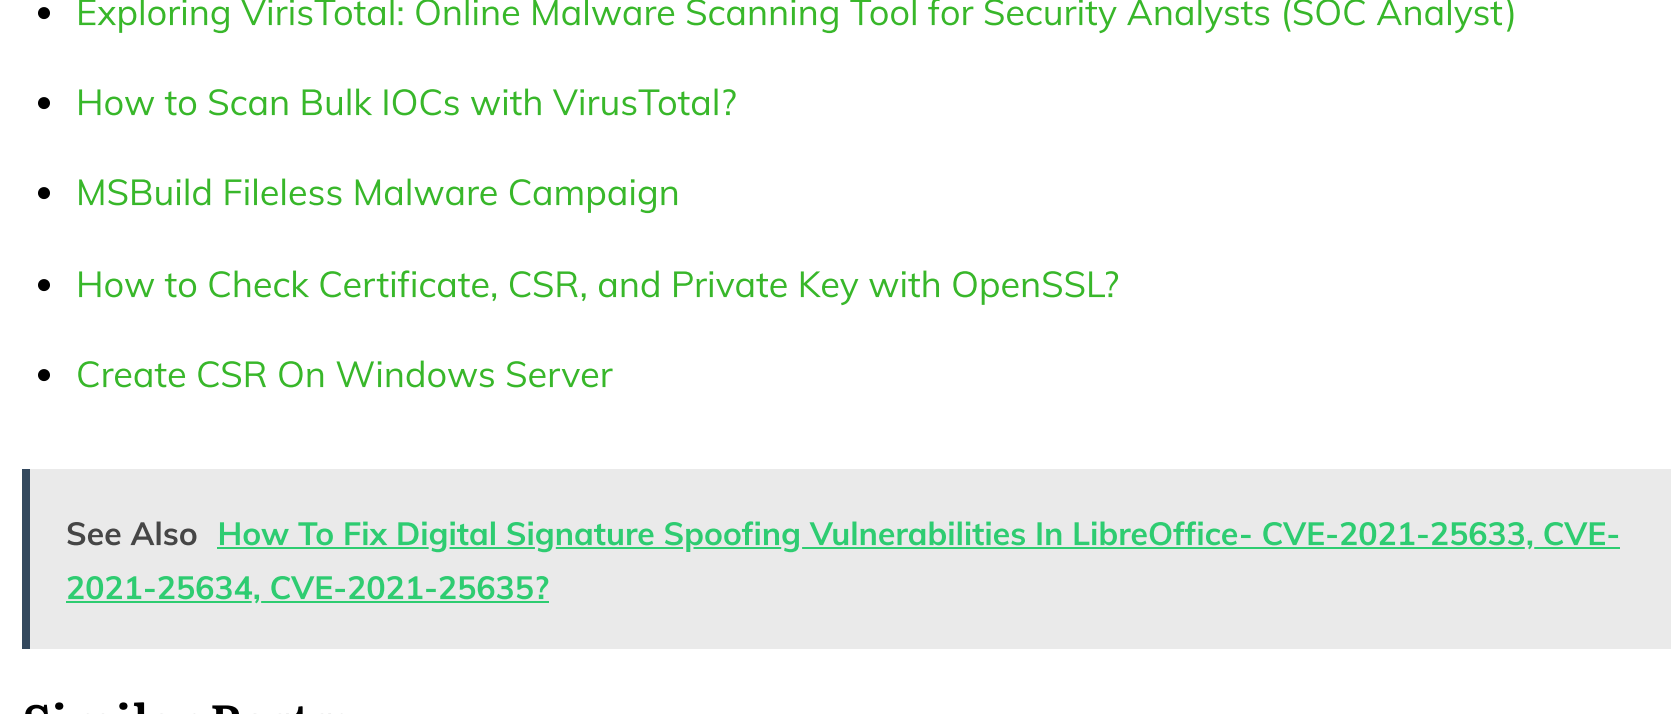 Exploring VirisTotal: Online Malware Scanning Tool for Security Analysts (SOC Analyst)
How to Scan Bulk IOCs with VirusTotal?
MSBuild Fileless Malware Campaign
How to Check Certificate, CSR, and Private Key with OpenSSL?
Create CSR On Windows Server
See Also How To Fix Digital Signature Spoofing Vulnerabilities In LibreOffice- CVE-2021-25633, CVE-
2021-25634, CVE-2021-25635?
Similar Posts